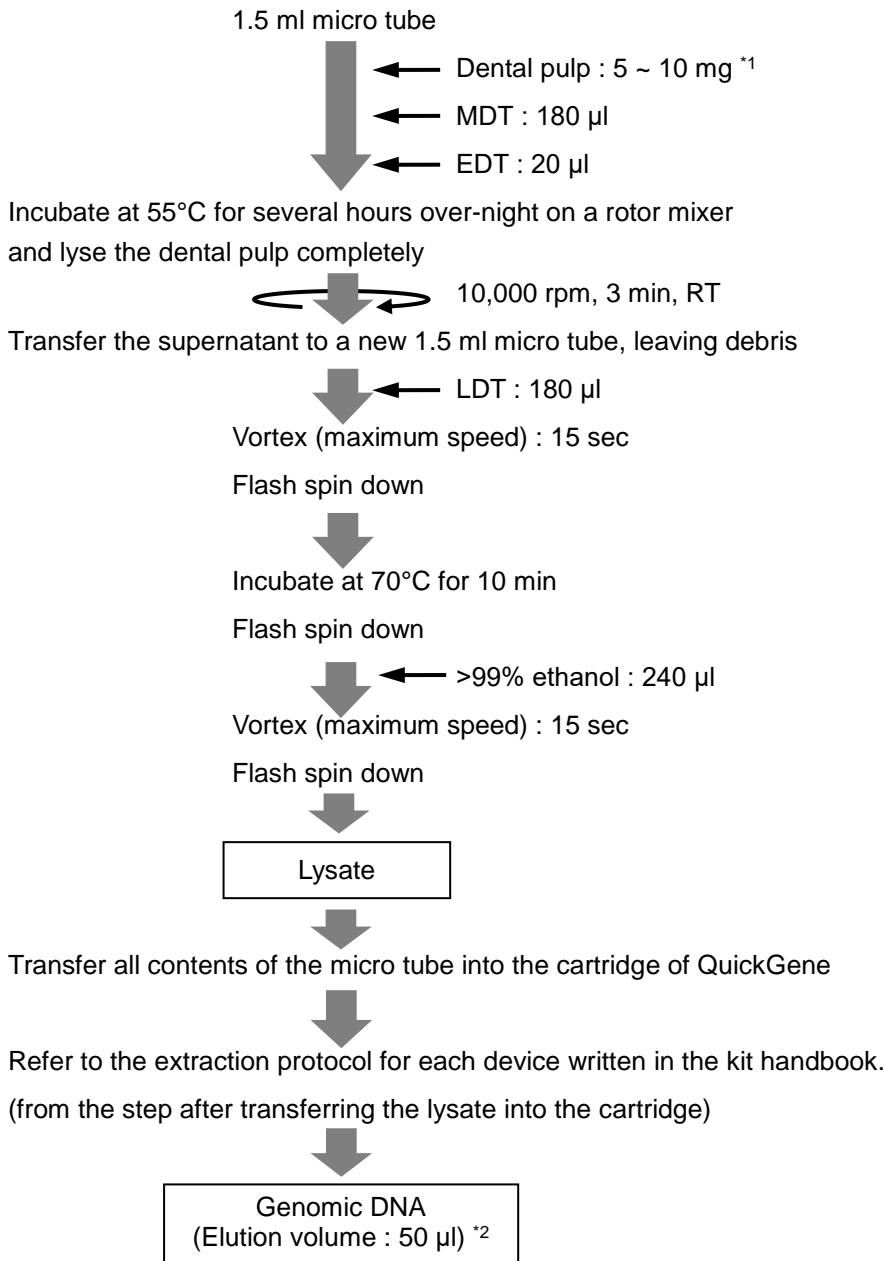 1.5 ml micro tube
Dental pulp : 5 ~ 10 mg *1
MDT : 180 µl
EDT : 20 µl
Incubate at 55°C for several hours over-night on a rotor mixer
and lyse the dental pulp completely
10,000 rpm, 3 min, RT
Transfer the supernatant to a new 1.5 ml micro tube, leaving debris
LDT : 180 µl
Vortex (maximum speed) : 15 sec
Flash spin down
Incubate at 70°C for 10 min
Flash spin down
>99% ethanol : 240 µl
Vortex (maximum speed) : 15 sec
Flash spin down
Lysate
Transfer all contents of the micro tube into the cartridge of QuickGene
Refer to the extraction protocol for each device written in the kit handbook.
(from the step after transferring the lysate into the cartridge)
Genomic DNA
(Elution volume : 50 µl) *2